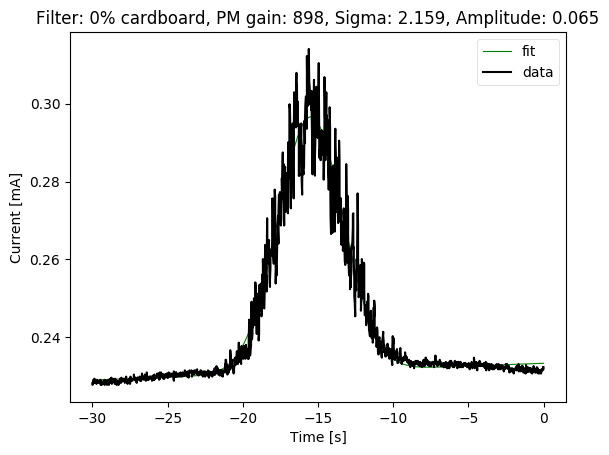 Filter: 0% cardboard, PM gain: 898, Sigma: 2.159, Amplitude: 0.065
fit
data
0.30
0.28
0.26
0.24
Current [mA]
−30
−25
−20
−15
−10
−5
0
Time [s]